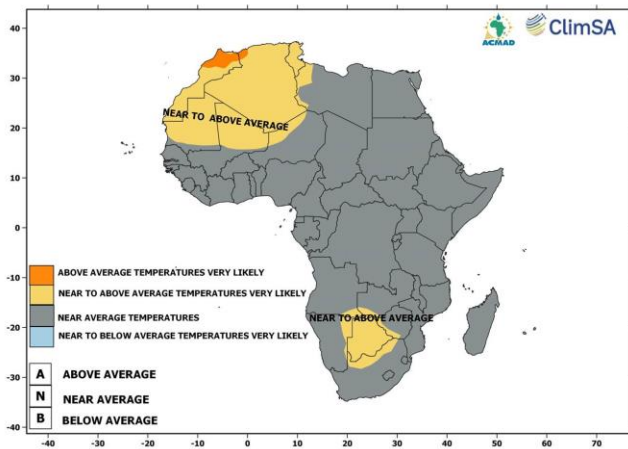 ACMAD
ClimSA
40
30
20
10
0
-10
-20
-30
-40
NEAR TO ABOVE AVERAGE
NEAR TO ABOVE AVERAGE
ABOVE AVERAGE TEMPERATURES VERY LIKELY
NEAR TO ABOVE AVERAGE TEMPERATURES VERY LIKELY
NEAR AVERAGE TEMPERATURES
NEAR TO BELOW AVERAGE TEMPERATURES VERY LIKELY
A ABOVE AVERAGE
N NEAR AVERAGE
B BELOW AVERAGE
-40 -30 -20 -10 0 10 20 30 40 50 60 70